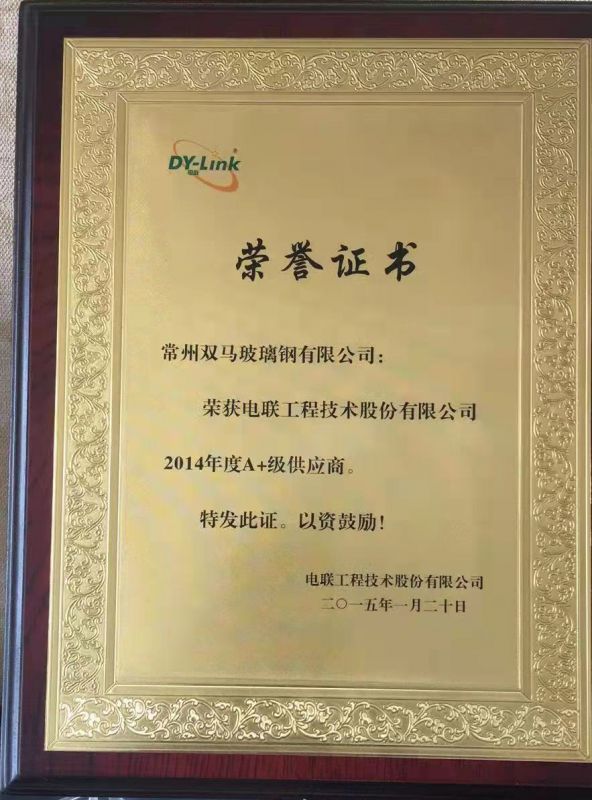 DY-Link
电联
®
荣誉证书
常州双马玻璃钢有限公司：
荣获电联工程技术股份有限公司
2014年度A+级供应商。
特发此证。以资鼓励！
电联工程技术股份有限公司
二〇一五年一月二十日